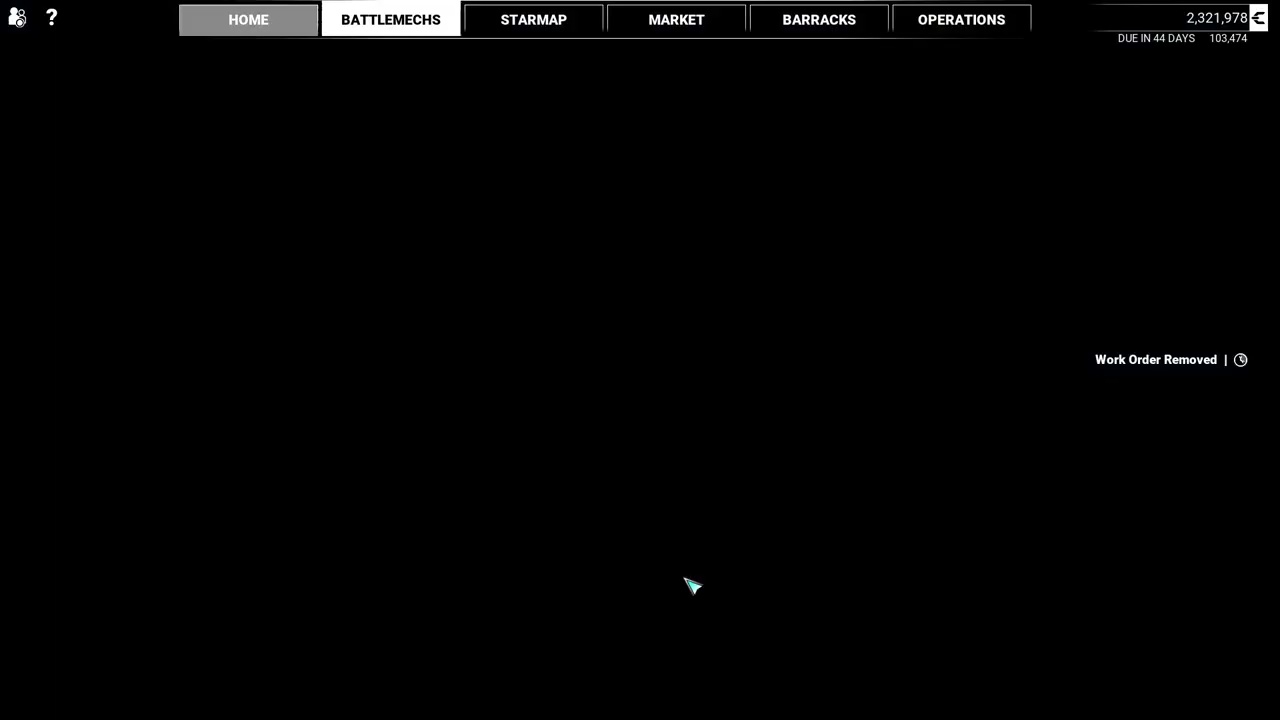 ? HOME BATTLEMECHS STARMAP MARKET BARRACKS OPERATIONS 2,321,978
DUE IN 44 DAYS 103,474
Work Order Removed |